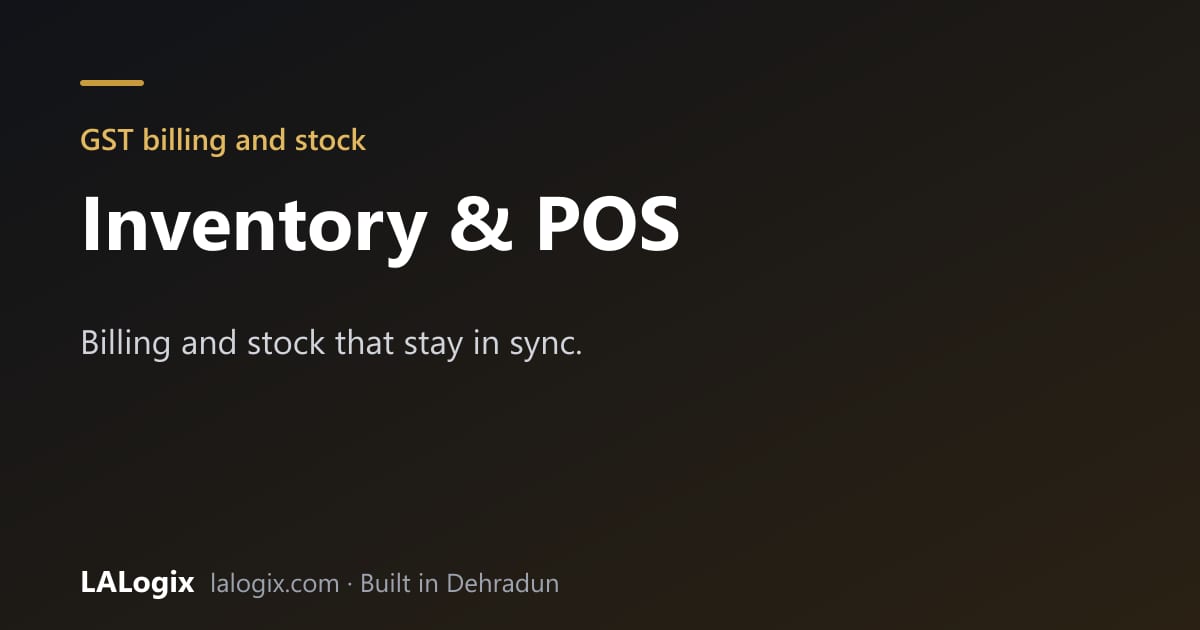 GST billing and stock
Inventory & POS
Billing and stock that stay in sync.
LALogix lalogix.com · Built in Dehradun